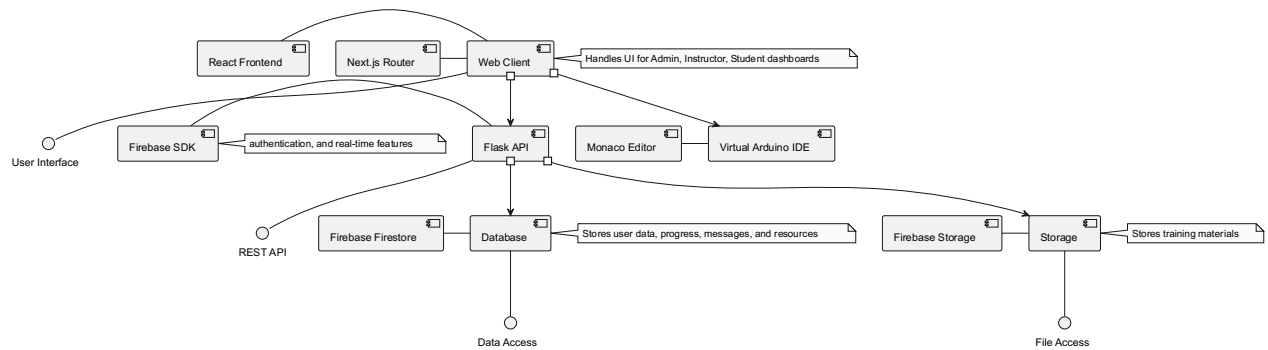 React Frontend
Next.js Router
Web Client
Handles UI for Admin, Instructor, Student dashboards
User Interface
Firebase SDK
authentication, and real-time features
Flask API
Monaco Editor
Virtual Arduino IDE
REST API
Firebase Firestore
Database
Stores user data, progress, messages, and resources
Firebase Storage
Storage
Stores training materials
Data Access
File Access